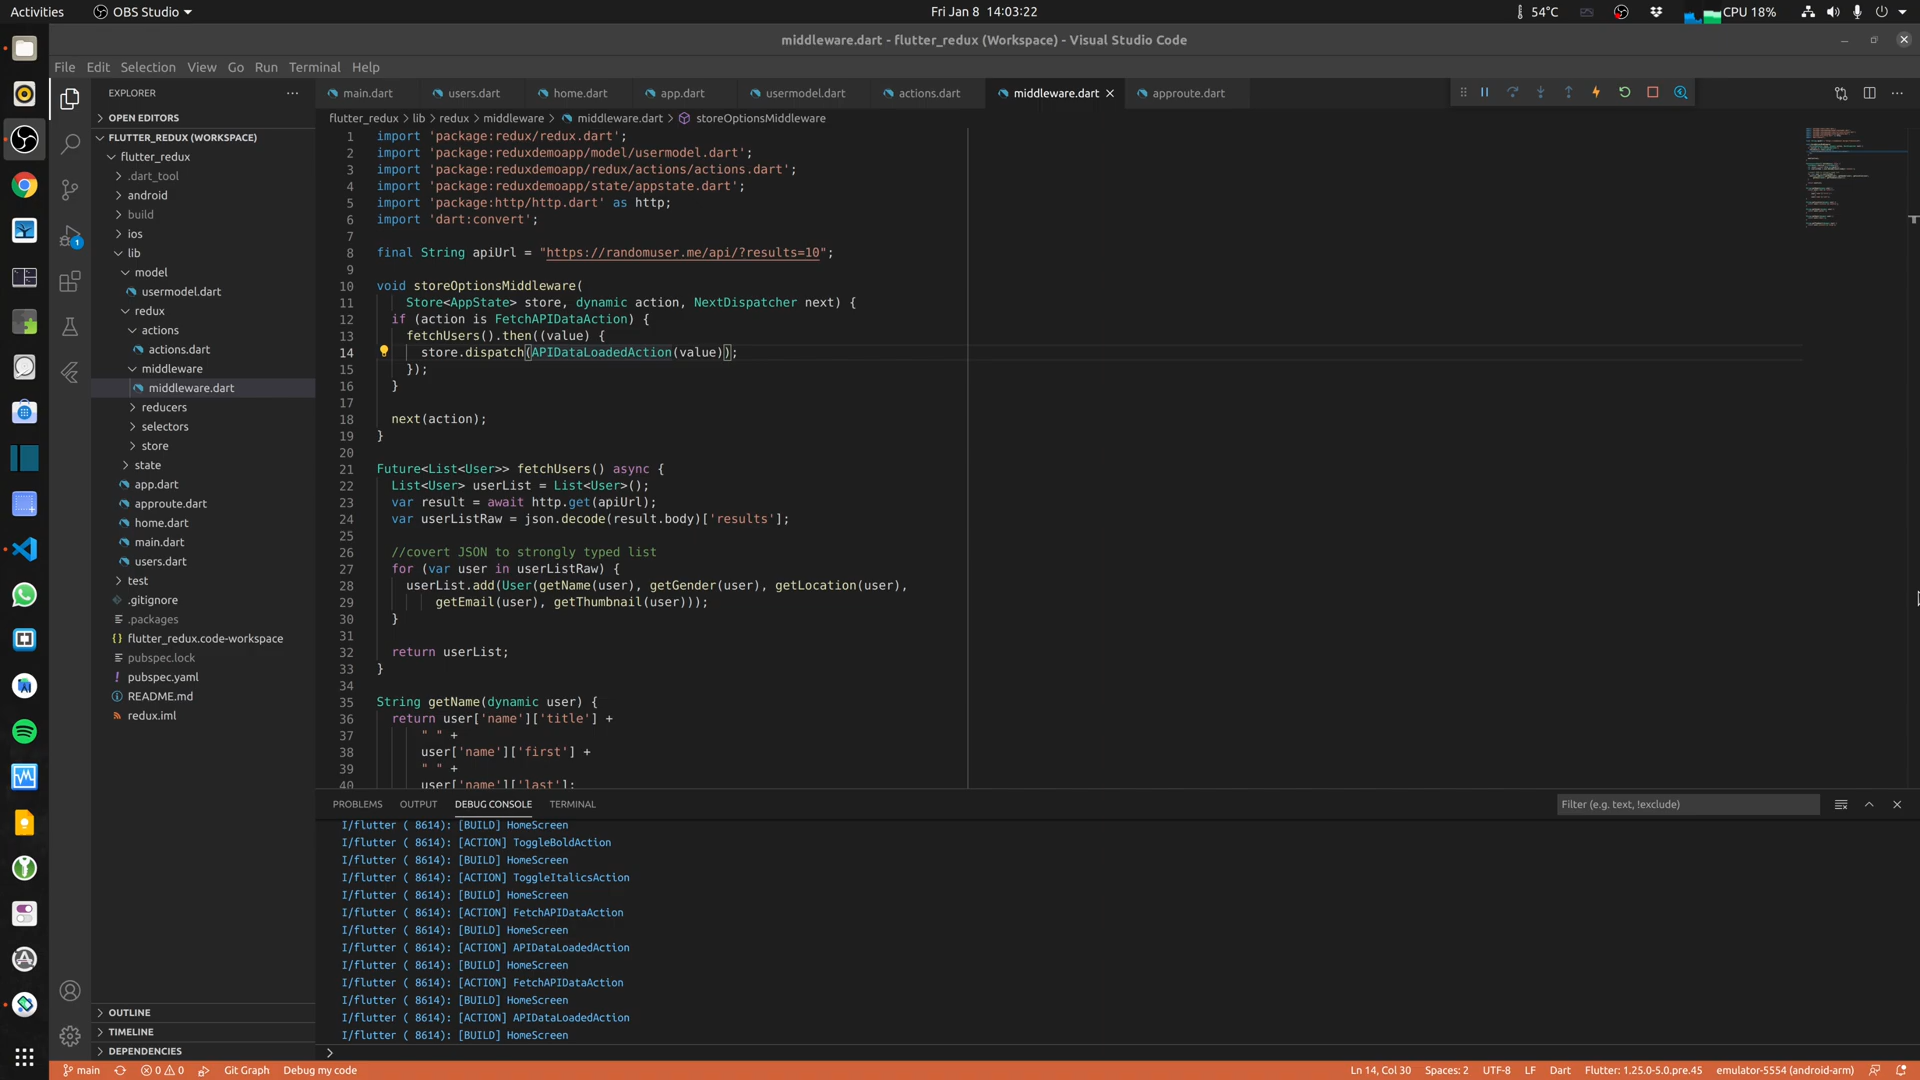 Activities
OBS Studio
Fri Jan 8 14:03:22
54°C
CPU 18%
middleware.dart - flutter_redux (Workspace) - Visual Studio Code
File Edit Selection View Go Run Terminal Help
EXPLORER
main.dart
users.dart
home.dart
app.dart
usermodel.dart
actions.dart
middleware.dart
approute.dart
OPEN EDITORS
FLUTTER_REDUX (WORKSPACE)
flutter_redux
.dart_tool
android
build
ios
1
lib
model
usermodel.dart
redux
actions
actions.dart
middleware
middleware.dart
reducers
selectors
store
state
app.dart
approute.dart
home.dart
main.dart
users.dart
test
.gitignore
.packages
{} flutter_redux.code-workspace
pubspec.lock
! pubspec.yaml
README.md
redux.iml
OUTLINE
TIMELINE
DEPENDENCIES
flutter_redux > lib > redux > middleware > middleware.dart > storeOptionsMiddleware
1 import 'package:redux/redux.dart';
2 import 'package:reduxdemoapp/model/usermodel.dart';
3 import 'package:reduxdemoapp/redux/actions/actions.dart';
4 import 'package:reduxdemoapp/state/appstate.dart';
5 import 'package:http/http.dart' as http;
6 import 'dart:convert';
7
8 final String apiUrl = "https://randomuser.me/api/?results=10";
9
10 void storeOptionsMiddleware(
11 Store<AppState> store, dynamic action, NextDispatcher next) {
12 if (action is FetchAPIDataAction) {
13 fetchUsers().then((value) {
14 store.dispatch(APIDataLoadedAction(value));
15 });
16 }
17
18 next(action);
19 }
20
21 Future<List<User>> fetchUsers() async {
22 List<User> userList = List<User>();
23 var result = await http.get(apiUrl);
24 var userListRaw = json.decode(result.body)['results'];
25
26 //covert JSON to strongly typed list
27 for (var user in userListRaw) {
28 userList.add(User(getName(user), getGender(user), getLocation(user),
29 getEmail(user), getThumbnail(user)));
30 }
31
32 return userList;
33 }
34
35 String getName(dynamic user) {
36 return user['name']['title'] +
37 " " +
38 user['name']['first'] +
39 " " +
40 user['name']['last'];
PROBLEMS OUTPUT DEBUG CONSOLE TERMINAL
Filter (e.g. text, !exclude)
I/flutter ( 8614): [BUILD] HomeScreen
I/flutter ( 8614): [ACTION] ToggleBoldAction
I/flutter ( 8614): [BUILD] HomeScreen
I/flutter ( 8614): [ACTION] ToggleItalicsAction
I/flutter ( 8614): [BUILD] HomeScreen
I/flutter ( 8614): [ACTION] FetchAPIDataAction
I/flutter ( 8614): [BUILD] HomeScreen
I/flutter ( 8614): [ACTION] APIDataLoadedAction
I/flutter ( 8614): [BUILD] HomeScreen
I/flutter ( 8614): [ACTION] FetchAPIDataAction
I/flutter ( 8614): [BUILD] HomeScreen
I/flutter ( 8614): [ACTION] APIDataLoadedAction
I/flutter ( 8614): [BUILD] HomeScreen
main
0 0
Git Graph
Debug my code
Ln 14, Col 30
Spaces: 2
UTF-8
LF
Dart
Flutter: 1.25.0-5.0.pre.45
emulator-5554 (android-arm)